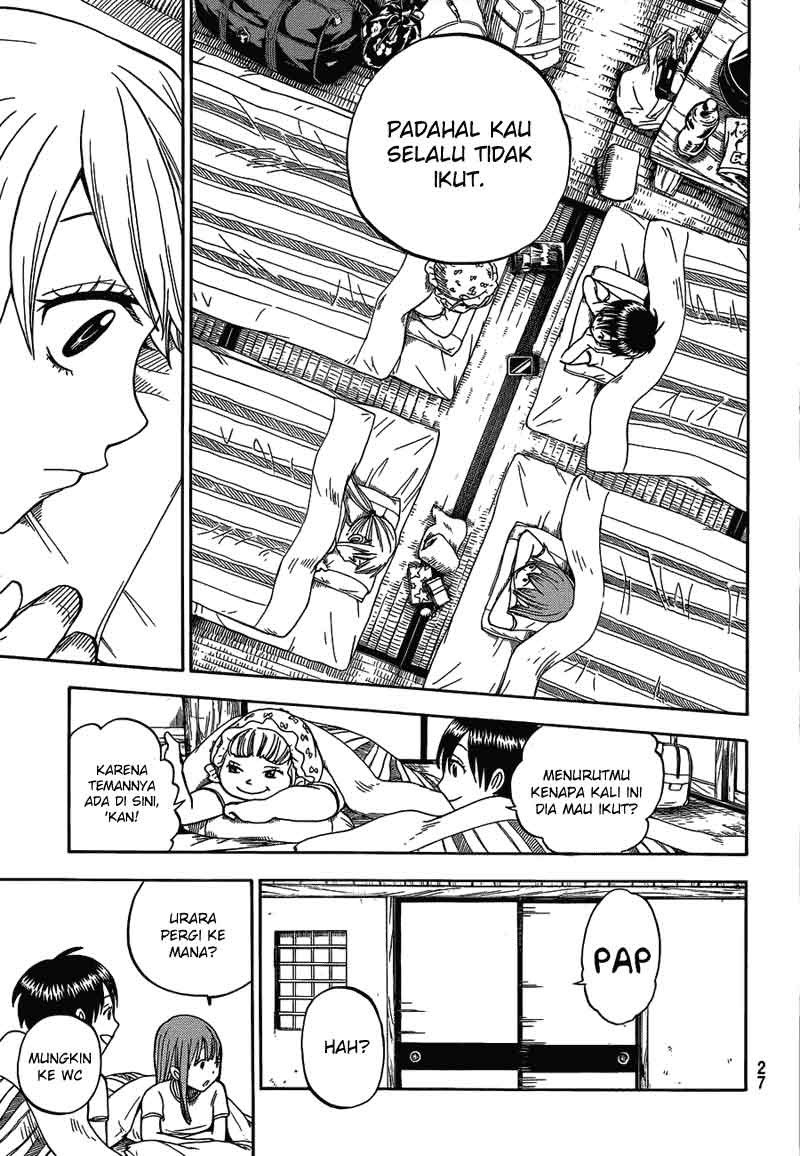 PADAHAL KAU
SELALU TIDAK
IKUT.
MENURUTMU
KENAPA KALI INI
DIA MAU IKUT?
KARENA
TEMANNYA
ADA DI SINI,
'KAN!
PAP
HAH?
URARA
PERGI KE
MANA?
MUNGKIN
KE WC
27